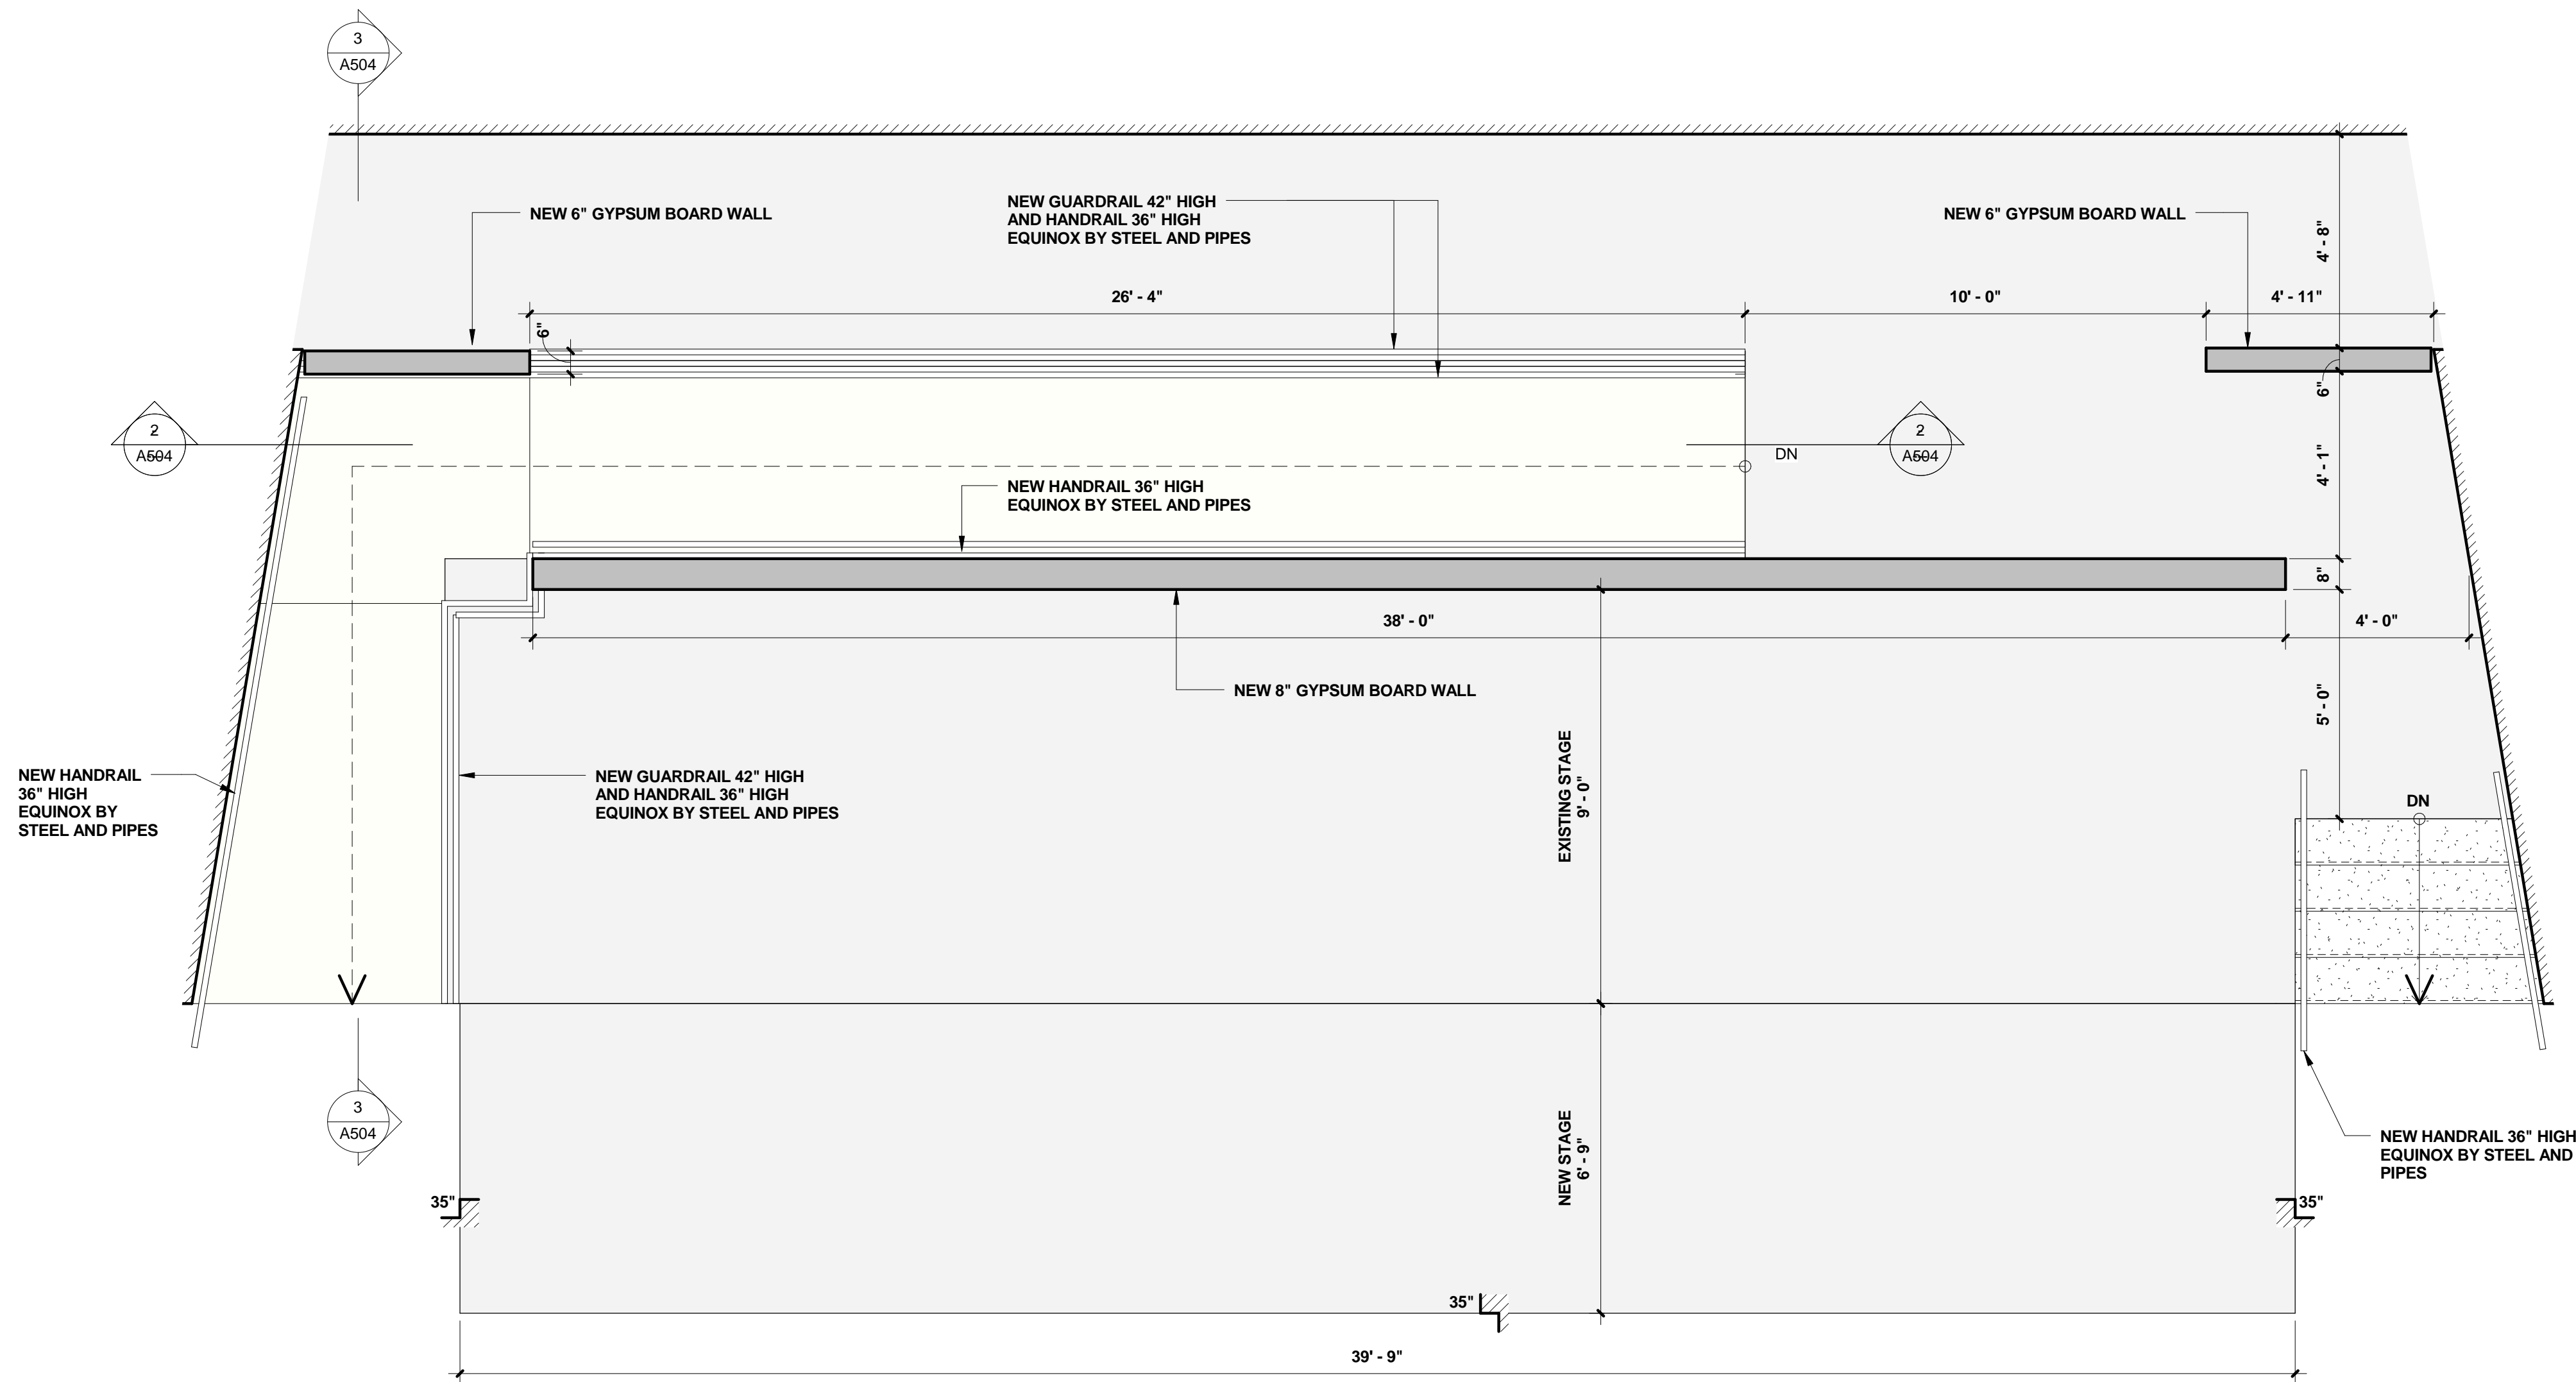 3
A504
NEW 6" GYPSUM BOARD WALL
NEW GUARDRAIL 42" HIGH
AND HANDRAIL 36" HIGH
EQUINOX BY STEEL AND PIPES
NEW 6" GYPSUM BOARD WALL
4' - 8"
26' - 4"
10' - 0"
4' - 11"
6"
6"
2
A504
DN
2
A504
4' - 1"
NEW HANDRAIL 36" HIGH
EQUINOX BY STEEL AND PIPES
8"
38' - 0"
4' - 0"
NEW 8" GYPSUM BOARD WALL
5' - 0"
NEW HANDRAIL
36" HIGH
EQUINOX BY
STEEL AND PIPES
NEW GUARDRAIL 42" HIGH
AND HANDRAIL 36" HIGH
EQUINOX BY STEEL AND PIPES
EXISTING STAGE
9' - 0"
DN
3
A504
NEW STAGE
6' - 9"
NEW HANDRAIL 36" HIGH
EQUINOX BY STEEL AND
PIPES
35"
35"
35"
39' - 9"